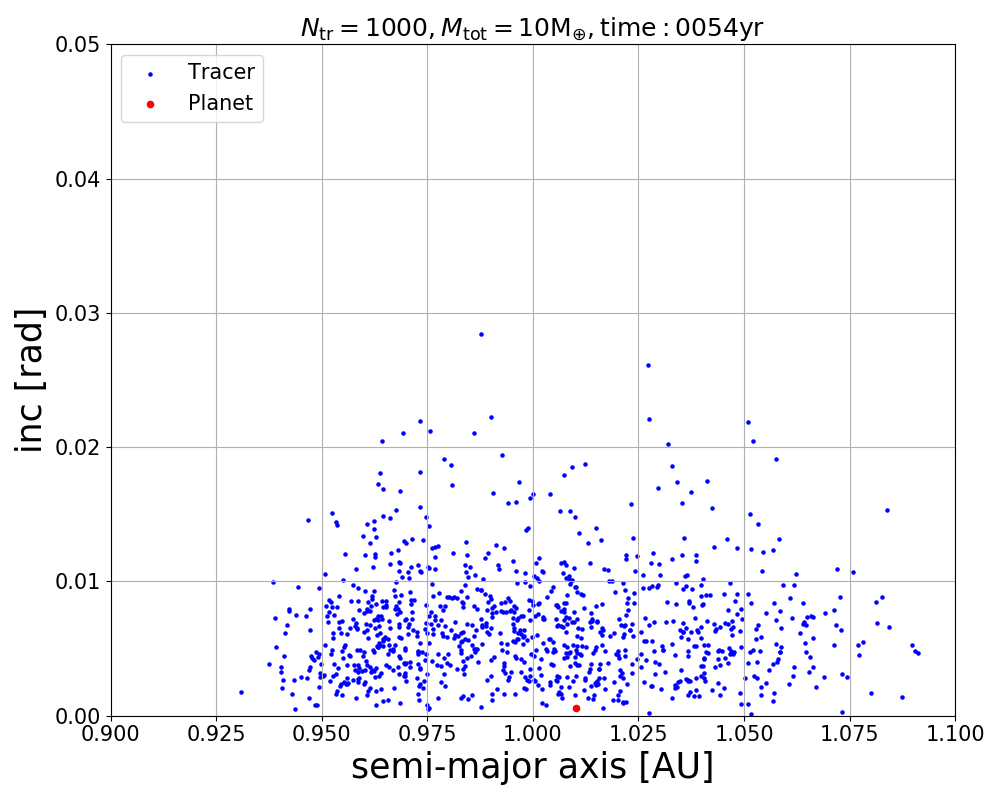 N_tr = 1000, M_tot = 10M_⊕, time : 0054yr
Tracer
Planet
inc [rad]
0.05
0.04
0.03
0.02
0.01
0.00
0.900 0.925 0.950 0.975 1.000 1.025 1.050 1.075 1.100
semi-major axis [AU]